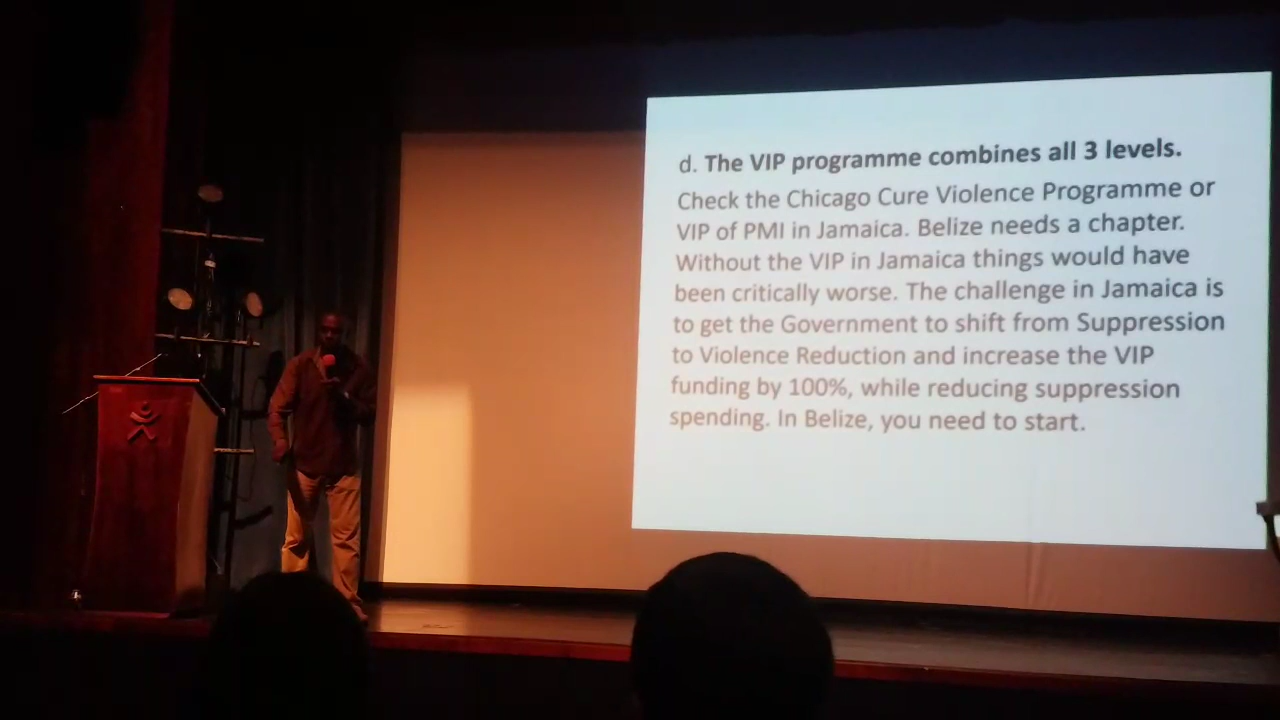 d. The VIP programme combines all 3 levels.
Check the Chicago Cure Violence Programme or
VIP of PMI in Jamaica. Belize needs a chapter.
Without the VIP in Jamaica things would have
been critically worse. The challenge in Jamaica is
to get the Government to shift from Suppression
to Violence Reduction and increase the VIP
funding by 100%, while reducing suppression
spending. In Belize, you need to start.